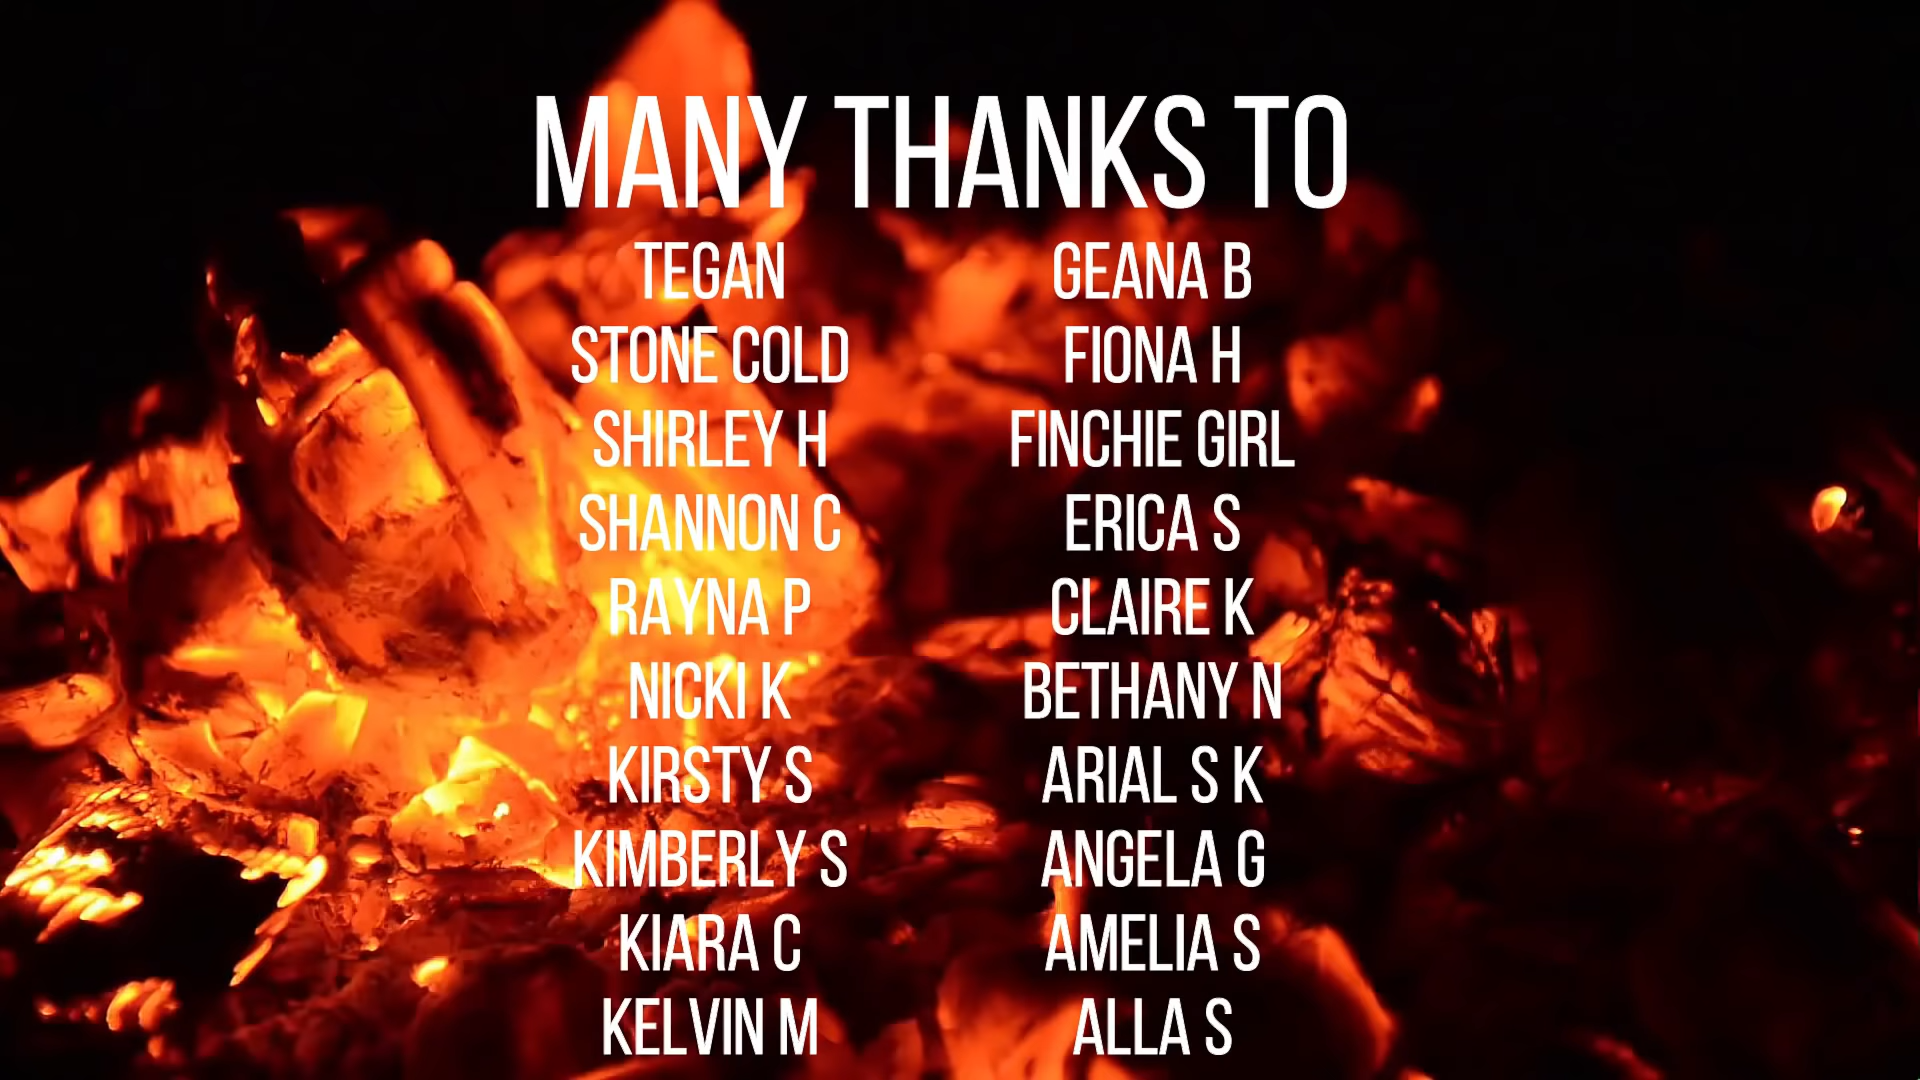 MANY THANKS TO
TEGAN
STONE COLD
SHIRLEY H
SHANNON C
RAYNA P
NICKI K
KIRSTY S
KIMBERLY S
KIARA C
KELVIN M
GEANA B
FIONA H
FINCHIE GIRL
ERICA S
CLAIRE K
BETHANY N
ARIAL S K
ANGELA G
AMELIA S
ALLA S